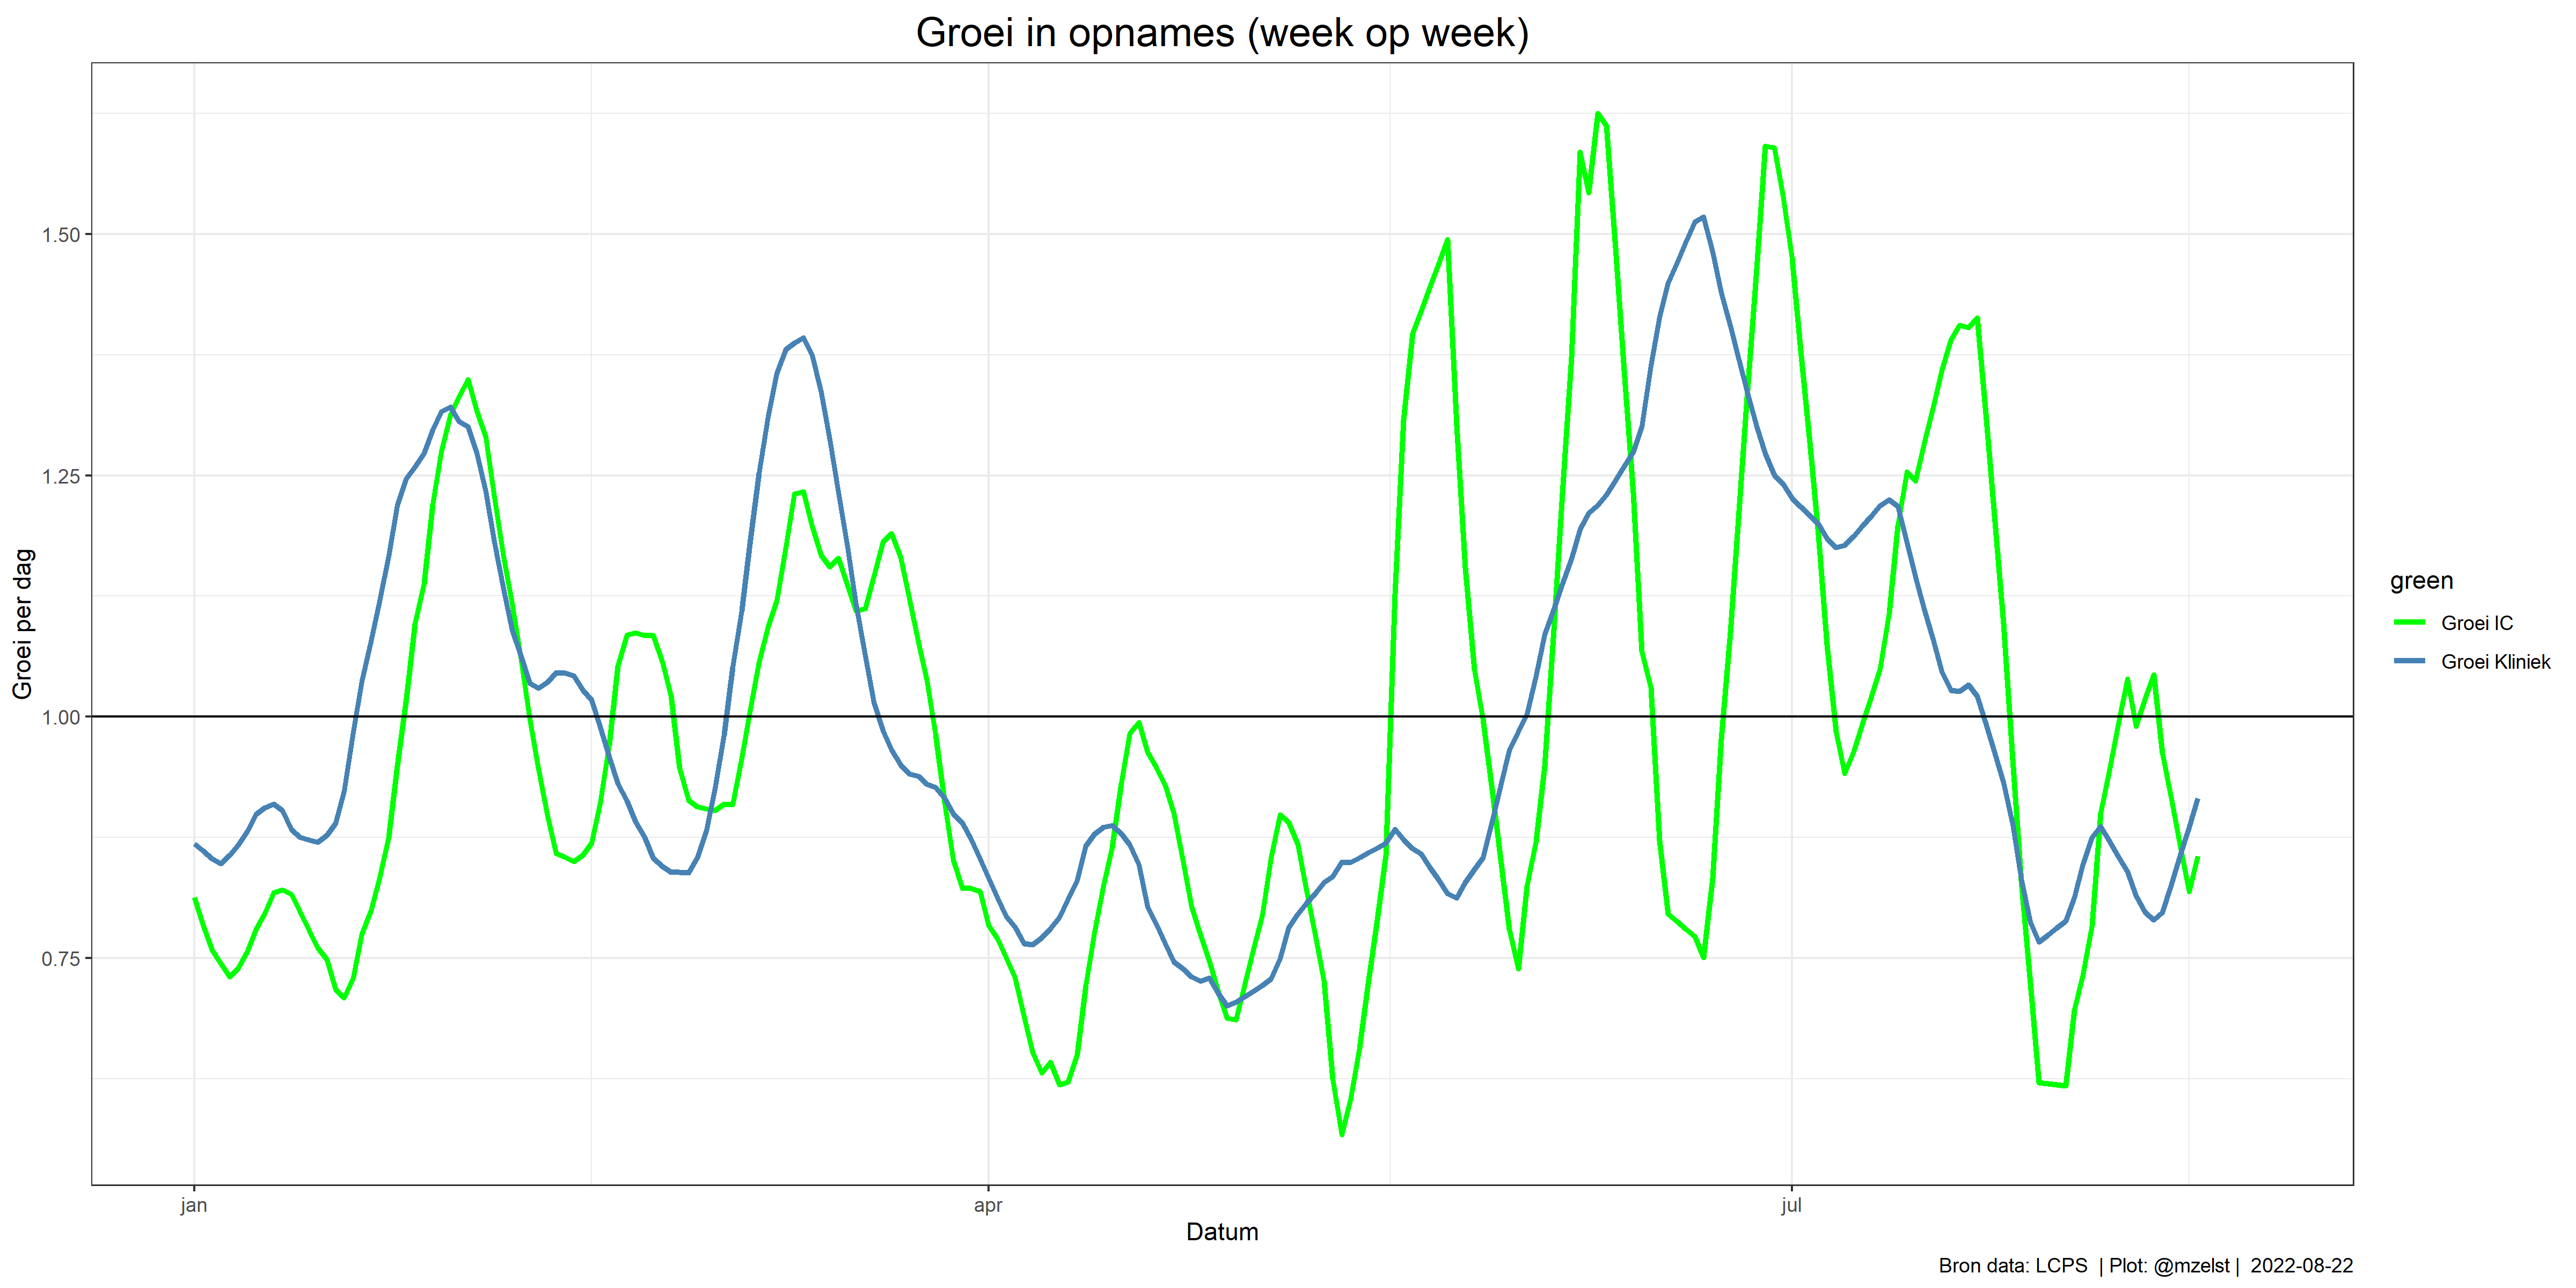 Groei in opnames (week op week)
Groei per dag
1.50
1.25
1.00
0.75
jan
apr
jul
Datum
green
Groei IC
Groei Kliniek
Bron data: LCPS | Plot: @mzelst | 2022-08-22